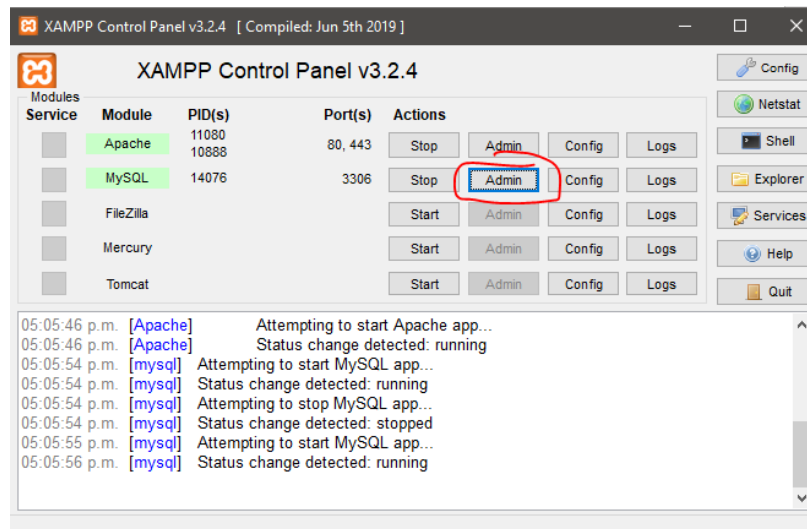 XAMPP Control Panel v3.2.4 [ Compiled: Jun 5th 2019 ]
XAMPP Control Panel v3.2.4
Config
Modules
Service Module PID(s) Port(s) Actions
Netstat
Apache 11080 10888 80, 443 Stop Admin Config Logs
Shell
MySQL 14076 3306 Stop Admin Config Logs
Explorer
FileZilla Start Admin Config Logs
Services
Mercury Start Admin Config Logs
Help
Tomcat Start Admin Config Logs
Quit
05:05:46 p.m. [Apache] Attempting to start Apache app...
05:05:46 p.m. [Apache] Status change detected: running
05:05:54 p.m. [mysql] Attempting to start MySQL app...
05:05:54 p.m. [mysql] Status change detected: running
05:05:54 p.m. [mysql] Attempting to stop MySQL app...
05:05:54 p.m. [mysql] Status change detected: stopped
05:05:55 p.m. [mysql] Attempting to start MySQL app...
05:05:56 p.m. [mysql] Status change detected: running